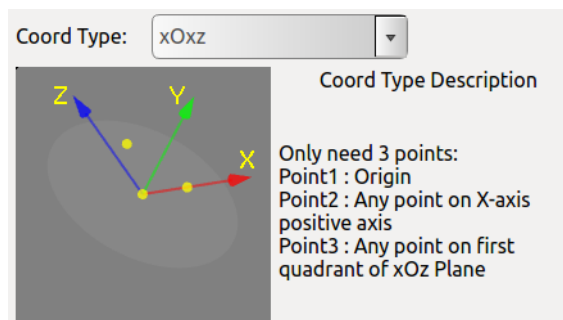 Coord Type: xOxz
Coord Type Description
Z
Y
X
Only need 3 points:
Point1 : Origin
Point2 : Any point on X-axis
positive axis
Point3 : Any point on first
quadrant of xOz Plane